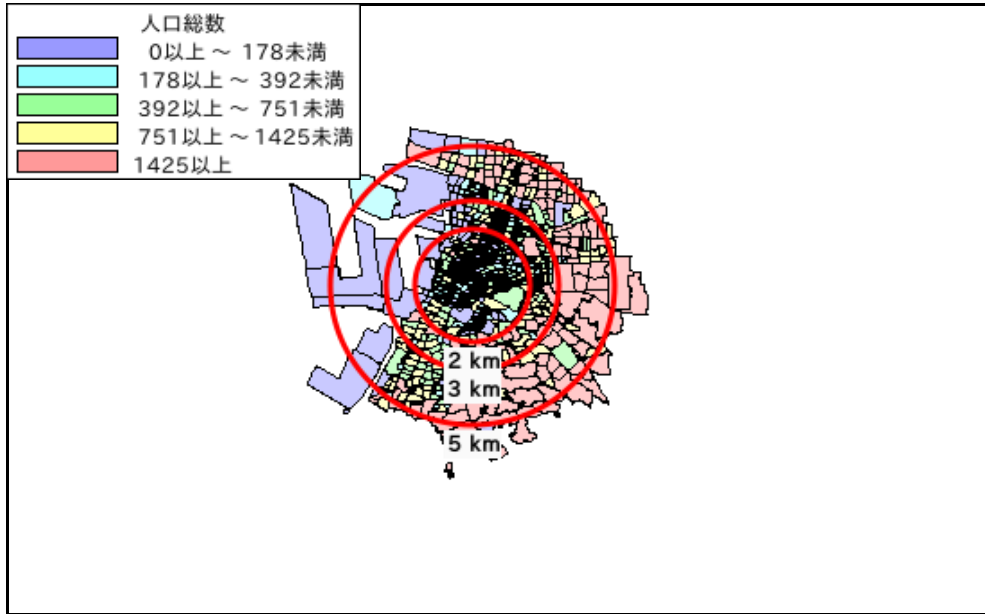 人口総数
0以上 ～ 178未満
178以上 ～ 392未満
392以上 ～ 751未満
751以上 ～ 1425未満
1425以上
2 km
3 km
5 km